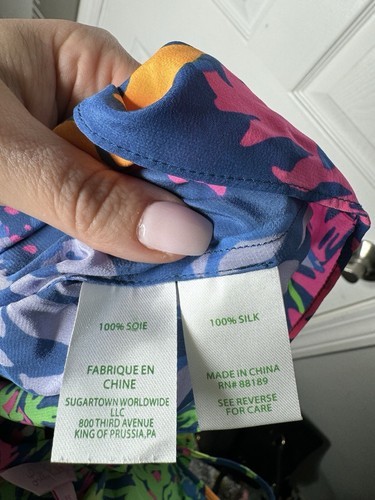 100% SOIE
FABRIQUE EN
CHINE
SUGARTOWN WORLDWIDE
LLC
800 THIRD AVENUE
KING OF PRUSSIA,PA
100% SILK
MADE IN CHINA
RN# 88189
SEE REVERSE
FOR CARE